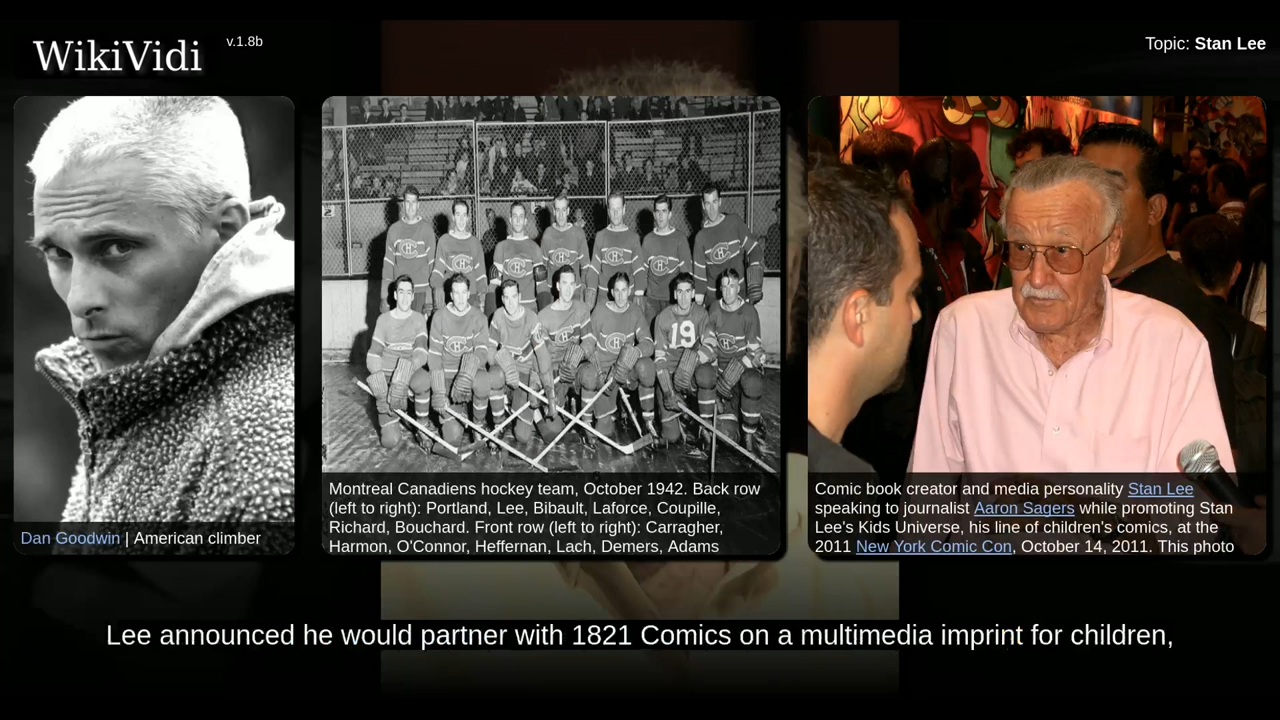 WikiVidi
v.1.8b
Topic: Stan Lee
Dan Goodwin | American climber
19
Montreal Canadiens hockey team, October 1942. Back row
(left to right): Portland, Lee, Bibault, Laforce, Coupille,
Richard, Bouchard. Front row (left to right): Carragher,
Harmon, O'Connor, Heffernan, Lach, Demers, Adams
Comic book creator and media personality Stan Lee
speaking to journalist Aaron Sagers while promoting Stan
Lee's Kids Universe, his line of children's comics, at the
2011 New York Comic Con, October 14, 2011. This photo
Lee announced he would partner with 1821 Comics on a multimedia imprint for children,